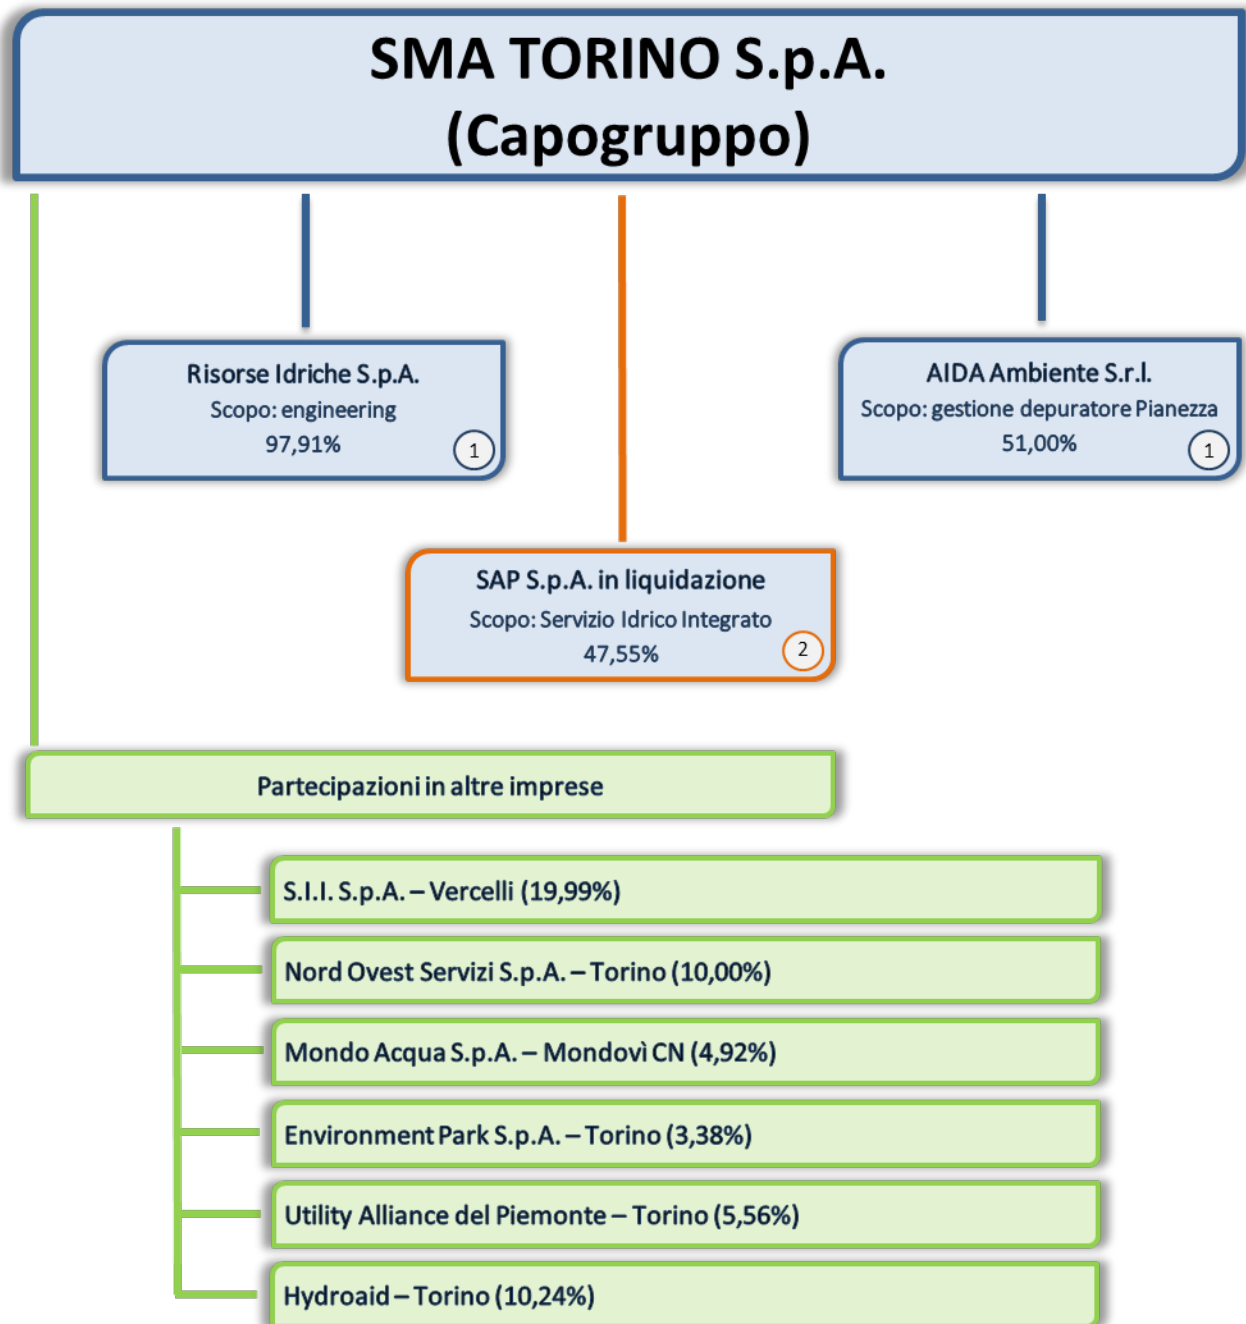 SMA TORINO S.p.A.
(Capogruppo)
Risorse Idriche S.p.A.
Scopo: engineering
97,91%
1
AIDA Ambiente S.r.l.
Scopo: gestione depuratore Pianezza
51,00%
1
SAP S.p.A. in liquidazione
Scopo: Servizio Idrico Integrato
47,55%
2
Partecipazioni in altre imprese
S.I.I. S.p.A. – Vercelli (19,99%)
Nord Ovest Servizi S.p.A. – Torino (10,00%)
Mondo Acqua S.p.A. – Mondovì CN (4,92%)
Environment Park S.p.A. – Torino (3,38%)
Utility Alliance del Piemonte – Torino (5,56%)
Hydroaid – Torino (10,24%)